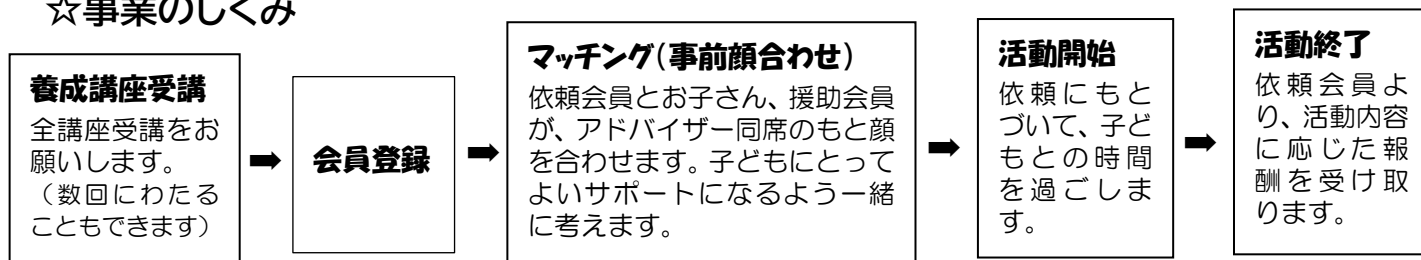 ☆事業のしくみ
養成講座受講
全講座受講をお
願いします。
（数回にわたる
こともできます）
➡
会員登録
➡
マッチング（事前顔合わせ）
依頼会員とお子さん、援助会員
が、アドバイザー同席のもと顔
を合わせます。子どもにとって
よいサポートになるよう一緒
に考えます。
➡
活動開始
依頼にもと
づいて、子ど
もとの時間
を過ごしま
す。
➡
活動終了
依頼会員よ
り、活動内容
に応じた報
酬を受け取
ります。